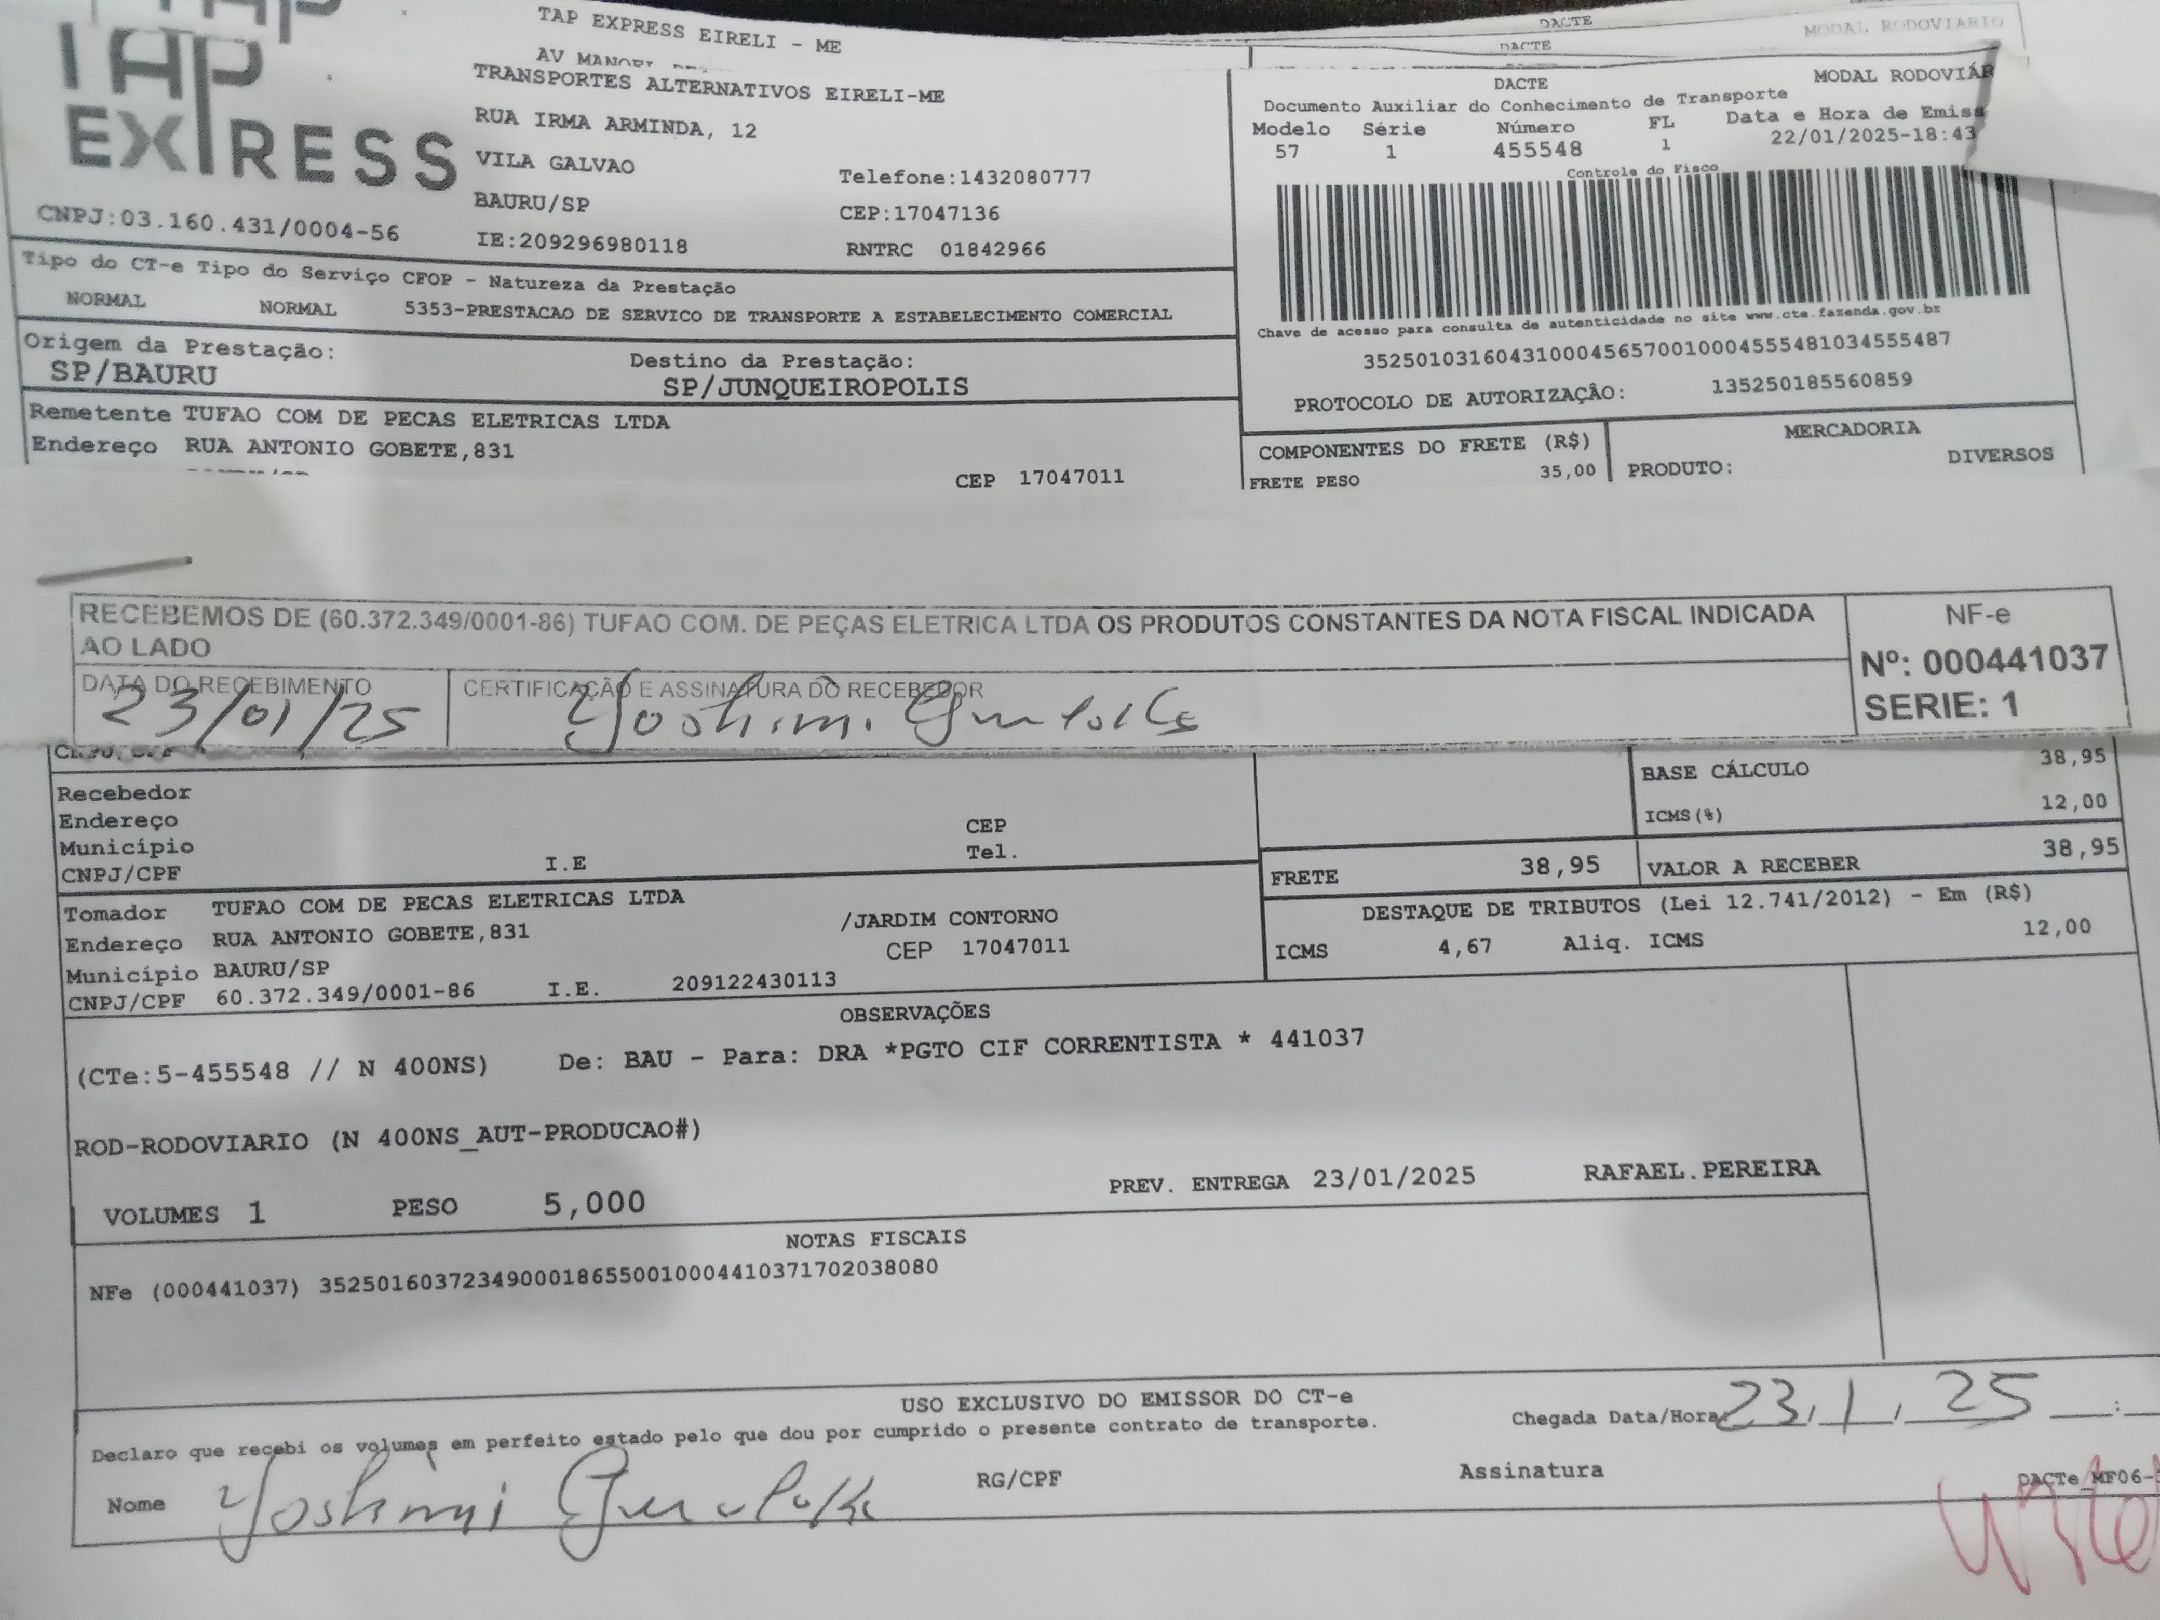 TAP EXPRESS EIRELI - ME
DACTE
MODAL RODOVIARIO
DACTE
AV MANOEL
TAP EXPRESS
TRANSPORTES ALTERNATIVOS EIRELI-ME
RUA IRMA ARMINDA, 12
VILA GALVAO
Telefone:1432080777
BAURU/SP
CEP:17047136
CNPJ:03.160.431/0004-56
IE:209296980118
RNTRC 01842966
DACTE
MODAL RODOVIÁR
Documento Auxiliar do Conhecimento de Transporte
Modelo Série Número FL Data e Hora de Emiss
57 1 455548 1 22/01/2025-18:43
Controle do Fisco
Chave de acesso para consulta de autenticidade no site www.cte.fazenda.gov.br
35250103160431000456570010004555481034555487
PROTOCOLO DE AUTORIZAÇÃO: 135250185560859
Tipo do CT-e Tipo do Serviço CFOP - Natureza da Prestação
NORMAL NORMAL 5353-PRESTACAO DE SERVICO DE TRANSPORTE A ESTABELECIMENTO COMERCIAL
Origem da Prestação: Destino da Prestação:
SP/BAURU SP/JUNQUEIROPOLIS
Remetente TUFAO COM DE PECAS ELETRICAS LTDA
Endereço RUA ANTONIO GOBETE,831
CEP 17047011
COMPONENTES DO FRETE (R$)
FRETE PESO 35,00
MERCADORIA
PRODUTO: DIVERSOS
RECEBEMOS DE (60.372.349/0001-86) TUFAO COM. DE PEÇAS ELETRICA LTDA OS PRODUTOS CONSTANTES DA NOTA FISCAL INDICADA
AO LADO
NF-e
Nº: 000441037
SERIE: 1
DATA DO RECEBIMENTO
23/01/25
CERTIFICAÇÃO E ASSINATURA DO RECEBEDOR
Yoshimi
Recebedor
Endereço CEP
Município Tel.
CNPJ/CPF I.E
BASE CÁLCULO 38,95
ICMS(%) 12,00
FRETE 38,95
VALOR A RECEBER 38,95
Tomador TUFAO COM DE PECAS ELETRICAS LTDA
Endereço RUA ANTONIO GOBETE,831 /JARDIM CONTORNO
Município BAURU/SP CEP 17047011
CNPJ/CPF 60.372.349/0001-86 I.E. 209122430113
DESTAQUE DE TRIBUTOS (Lei 12.741/2012) - Em (R$)
ICMS 4,67 Aliq. ICMS 12,00
OBSERVAÇÕES
(CTe:5-455548 // N 400NS) De: BAU - Para: DRA *PGTO CIF CORRENTISTA * 441037
ROD-RODOVIARIO (N 400NS_AUT-PRODUCAO#)
VOLUMES 1 PESO 5,000 PREV. ENTREGA 23/01/2025 RAFAEL.PEREIRA
NOTAS FISCAIS
NFe (000441037) 35250160372349000186550010004410371702038080
USO EXCLUSIVO DO EMISSOR DO CT-e
Declaro que recebi os volumes em perfeito estado pelo que dou por cumprido o presente contrato de transporte.
Chegada Data/Hora 23/1/25 __:
Nome Yoshimi
RG/CPF
Assinatura
DACTe_MF06-